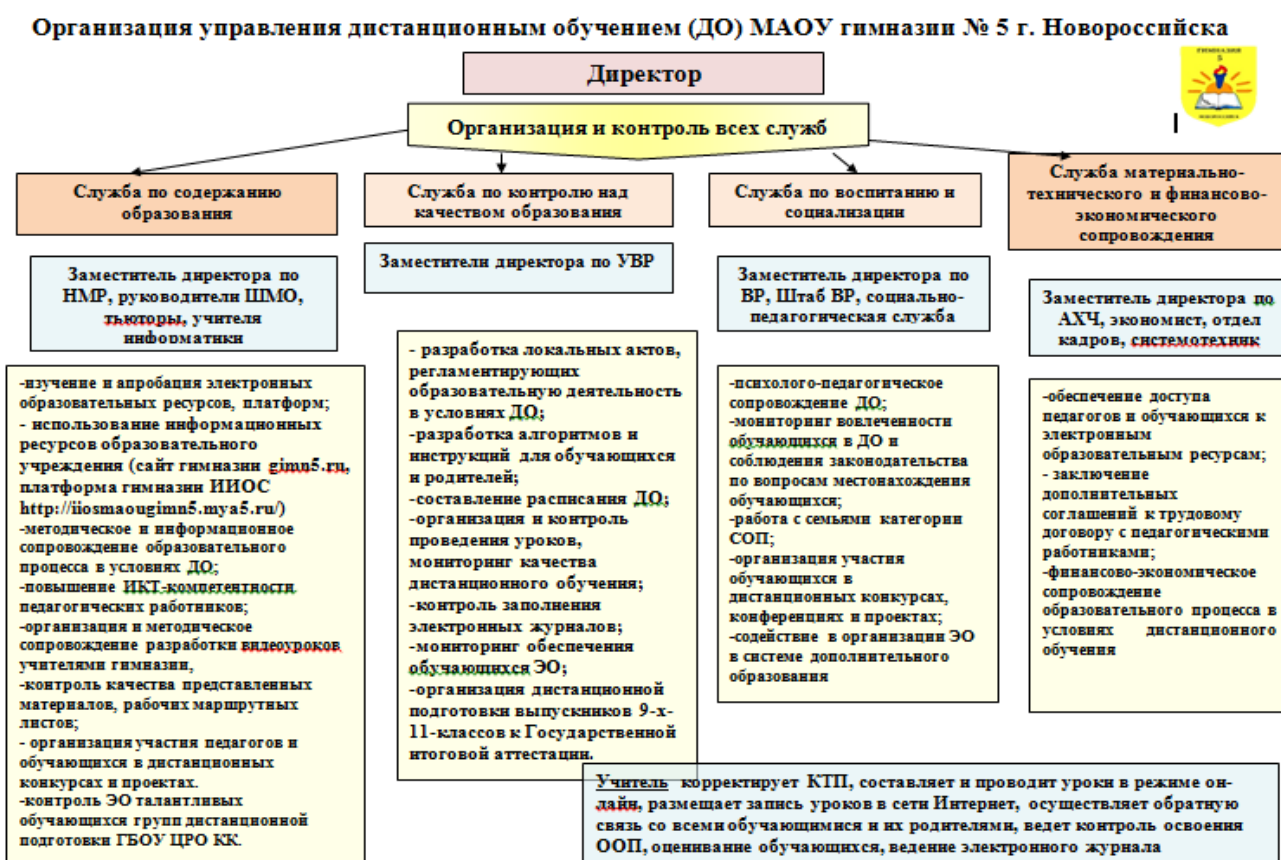 Организация управления дистанционным обучением (ДО) МАОУ гимназии № 5 г. Новороссийска
Директор
ГИМНАЗИЯ
5
НОВОРОССИЙСК
Организация и контроль всех служб
Служба по содержанию
образования
Служба по контролю над
качеством образования
Служба по воспитанию и
социализации
Служба материально-
технического и финансово-
экономического
сопровождения
Заместитель директора по
НМР, руководители ШМО,
тьюторы, учителя
информатики
Заместители директора по УВР
Заместитель директора по
ВР, Штаб ВР, социально-
педагогическая служба
Заместитель директора по
АХЧ, экономист, отдел
кадров, системотехник
-изучение и апробация электронных
образовательных ресурсов, платформ;
- использование информационных
ресурсов образовательного
учреждения (сайт гимназии gimn5.ru,
платформа гимназии ИИОС
http://iiosmaougimn5.mya5.ru/)
-методическое и информационное
сопровождение образовательного
процесса в условиях ДО;
-повышение ИКТ-компетентности
педагогических работников;
-организация и методическое
сопровождение разработки видеоуроков
учителями гимназии,
-контроль качества представленных
материалов, рабочих маршрутных
листов;
- организация участия педагогов и
обучающихся в дистанционных
конкурсах и проектах.
-контроль ЭО талантливых
обучающихся групп дистанционной
подготовки ГБОУ ЦРО КК.
- разработка локальных актов,
регламентирующих
образовательную деятельность
в условиях ДО;
-разработка алгоритмов и
инструкций для обучающихся
и родителей;
-составление расписания ДО;
-организация и контроль
проведения уроков,
мониторинг качества
дистанционного обучения;
-контроль заполнения
электронных журналов;
-мониторинг обеспечения
обучающихся ЭО;
-организация дистанционной
подготовки выпускников 9-х-
11-классов к Государственной
итоговой аттестации.
-психолого-педагогическое
сопровождение ДО;
-мониторинг вовлеченности
обучающихся в ДО и
соблюдения законодательства
по вопросам местонахождения
обучающихся;
-работа с семьями категории
СОП;
-организация участия
обучающихся в
дистанционных конкурсах,
конференциях и проектах;
-содействие в организации ЭО
в системе дополнительного
образования
-обеспечение доступа
педагогов и обучающихся к
электронным
образовательным ресурсам;
- заключение
дополнительных
соглашений к трудовому
договору с педагогическими
работниками;
-финансово-экономическое
сопровождение
образовательного процесса в
условиях дистанционного
обучения
Учитель корректирует КТП, составляет и проводит уроки в режиме он-
лайн, размещает запись уроков в сети Интернет, осуществляет обратную
связь со всеми обучающимися и их родителями, ведет контроль освоения
ООП, оценивание обучающихся, ведение электронного журнала